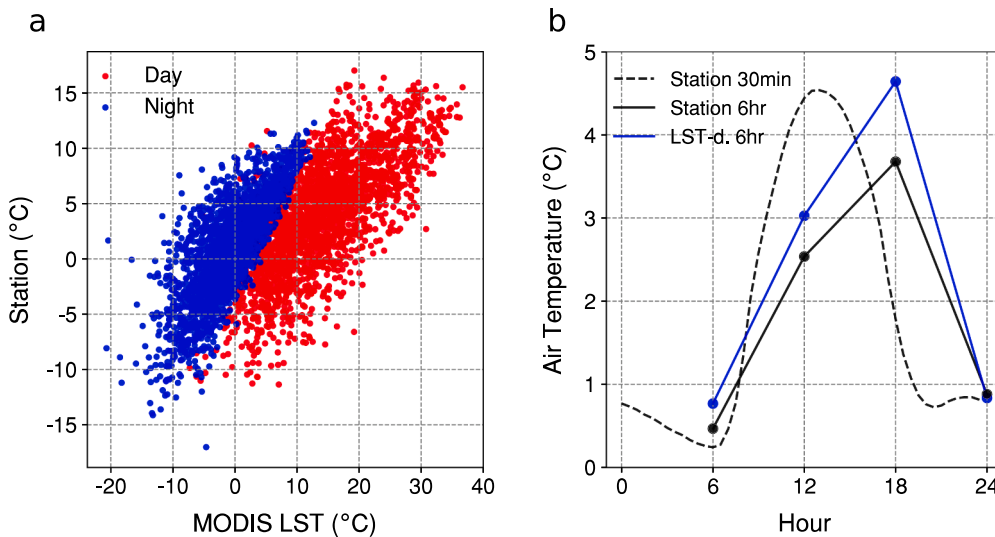 a
Day
Night
15
10
5
0
-5
-10
-15
-20
-10
0
10
20
30
40
Station (°C)
MODIS LST (°C)
b
Station 30min
Station 6hr
LST-d. 6hr
5
4
3
2
1
0
0
6
12
18
24
Air Temperature (°C)
Hour